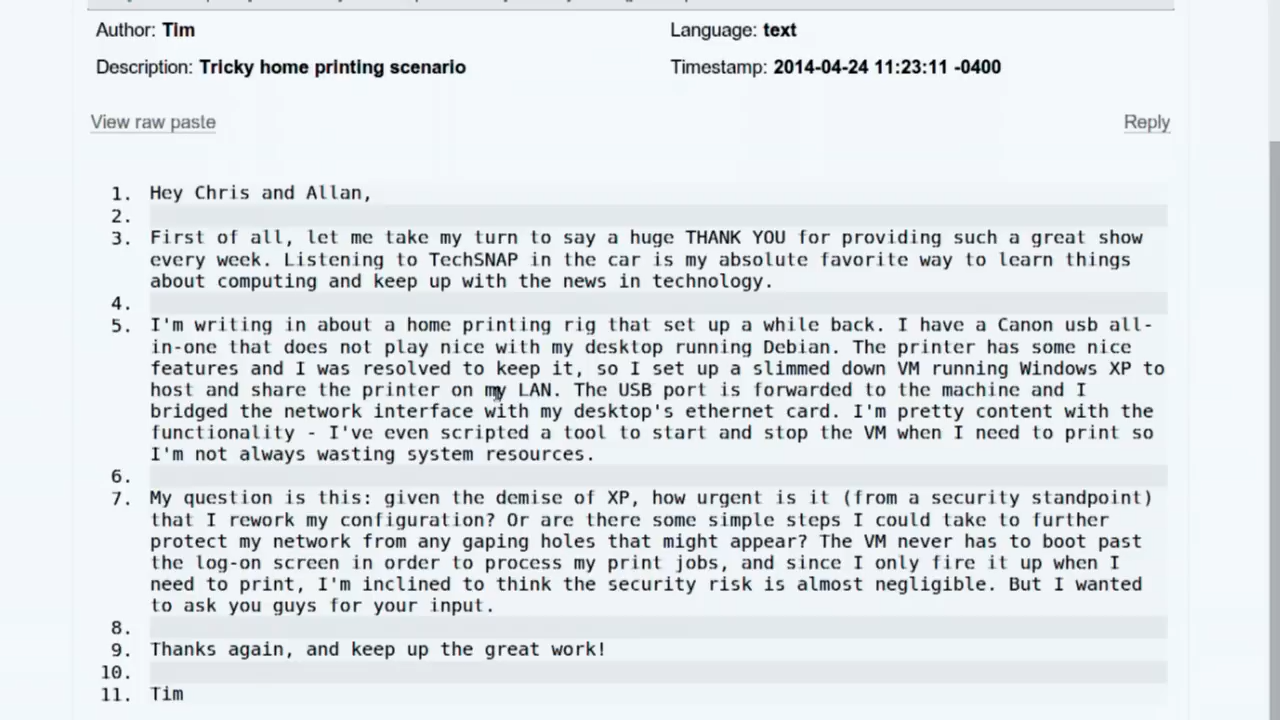 Author: Tim
Language: text
Description: Tricky home printing scenario
Timestamp: 2014-04-24 11:23:11 -0400
View raw paste
Reply
1. Hey Chris and Allan,
2.
3. First of all, let me take my turn to say a huge THANK YOU for providing such a great show
every week. Listening to TechSNAP in the car is my absolute favorite way to learn things
about computing and keep up with the news in technology.
4.
5. I'm writing in about a home printing rig that set up a while back. I have a Canon usb all-
in-one that does not play nice with my desktop running Debian. The printer has some nice
features and I was resolved to keep it, so I set up a slimmed down VM running Windows XP to
host and share the printer on my LAN. The USB port is forwarded to the machine and I
bridged the network interface with my desktop's ethernet card. I'm pretty content with the
functionality - I've even scripted a tool to start and stop the VM when I need to print so
I'm not always wasting system resources.
6.
7. My question is this: given the demise of XP, how urgent is it (from a security standpoint)
that I rework my configuration? Or are there some simple steps I could take to further
protect my network from any gaping holes that might appear? The VM never has to boot past
the log-on screen in order to process my print jobs, and since I only fire it up when I
need to print, I'm inclined to think the security risk is almost negligible. But I wanted
to ask you guys for your input.
8.
9. Thanks again, and keep up the great work!
10.
11. Tim